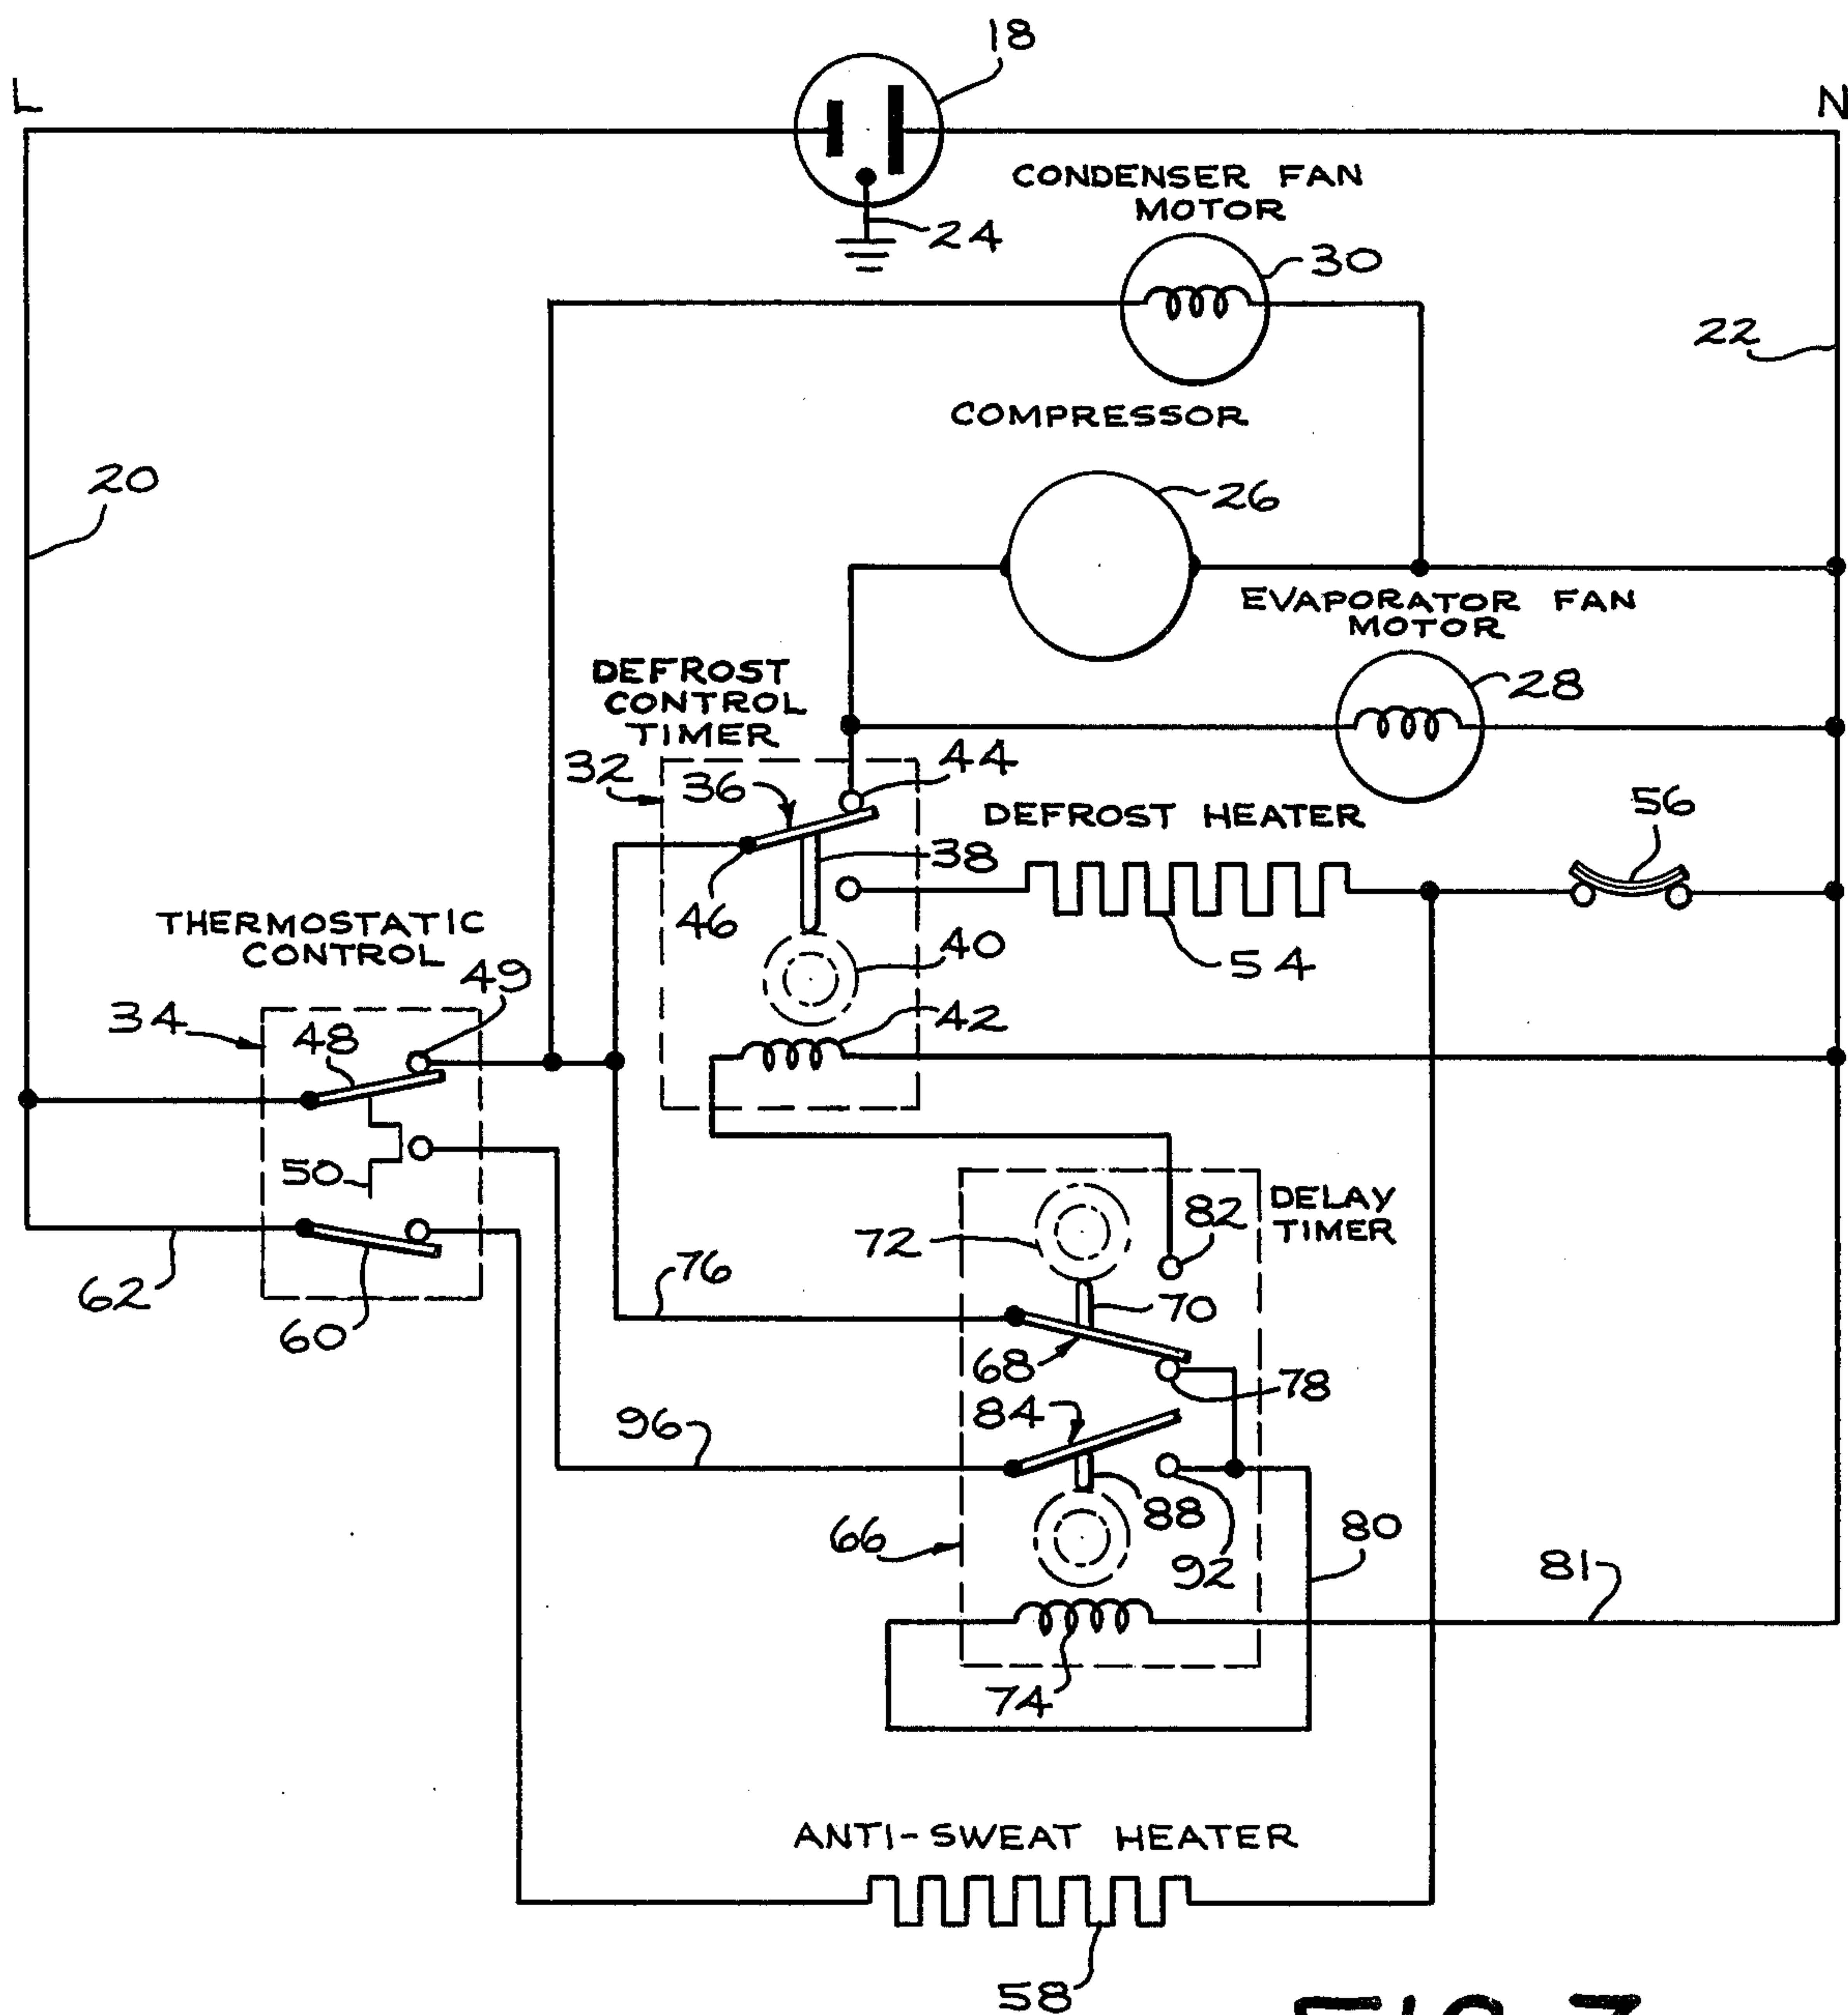 18
L
N
CONDENSER FAN
MOTOR
24
30
22
COMPRESSOR
20
26
EVAPORATOR FAN
MOTOR
DEFROST
CONTROL
TIMER
28
32
36
44
DEFROST HEATER
56
38
46
THERMOSTATIC
CONTROL
40
54
49
34
48
42
50
DELAY
TIMER
82
72
76
62
60
70
68
78
84
96
88
66
92
80
81
74
ANTI-SWEAT HEATER
58
FIG. 3